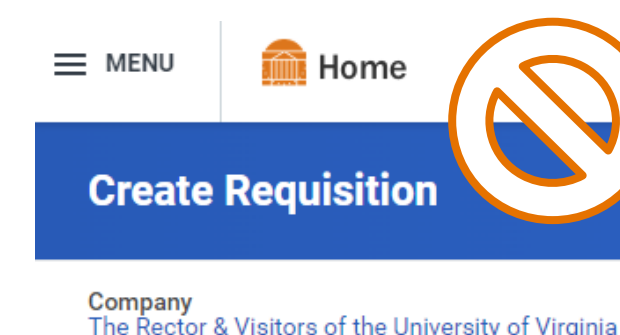 MENU Home
Create Requisition
Company
The Rector & Visitors of the University of Virginia